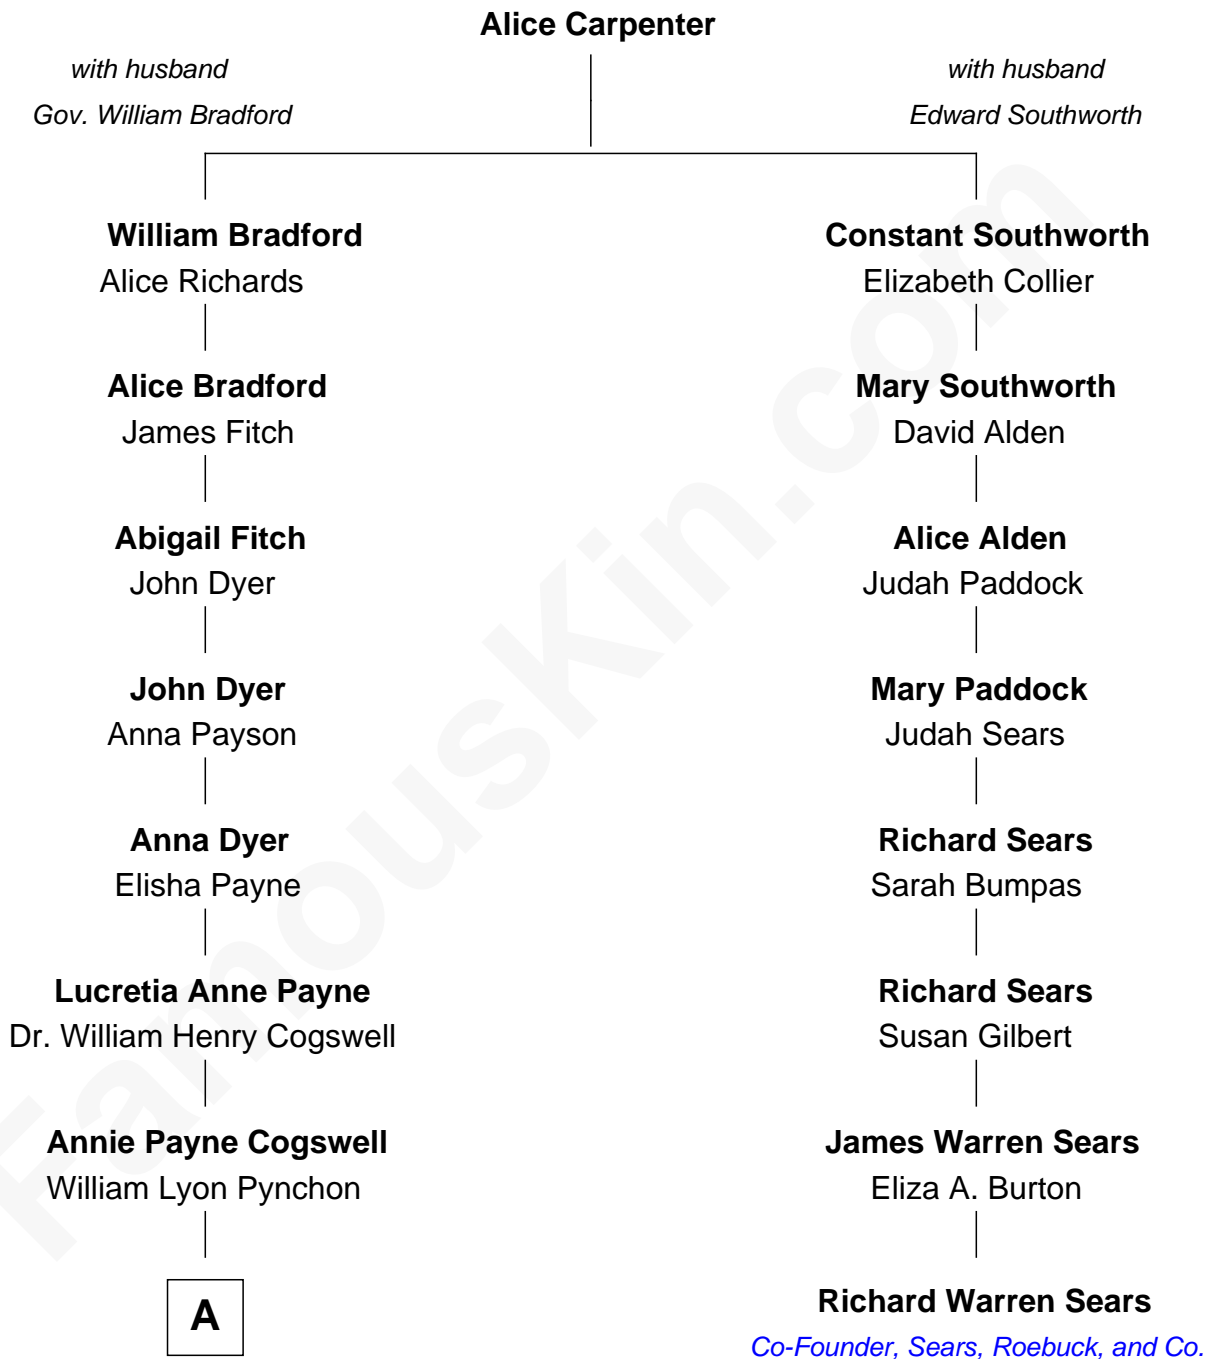 Alice Carpenter
with husband
Gov. William Bradford
with husband
Edward Southworth
William Bradford
Alice Richards
Constant Southworth
Elizabeth Collier
Alice Bradford
James Fitch
Mary Southworth
David Alden
Abigail Fitch
John Dyer
Alice Alden
Judah Paddock
John Dyer
Anna Payson
Mary Paddock
Judah Sears
Anna Dyer
Elisha Payne
Richard Sears
Sarah Bumpas
Lucretia Anne Payne
Dr. William Henry Cogswell
Richard Sears
Susan Gilbert
Annie Payne Cogswell
William Lyon Pynchon
James Warren Sears
Eliza A. Burton
A
Richard Warren Sears
Co-Founder, Sears, Roebuck, and Co.
FamousKin.com